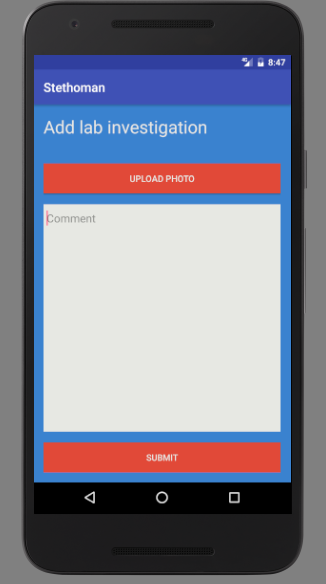 8:47
Stethoman
Add lab investigation
UPLOAD PHOTO
Comment
SUBMIT